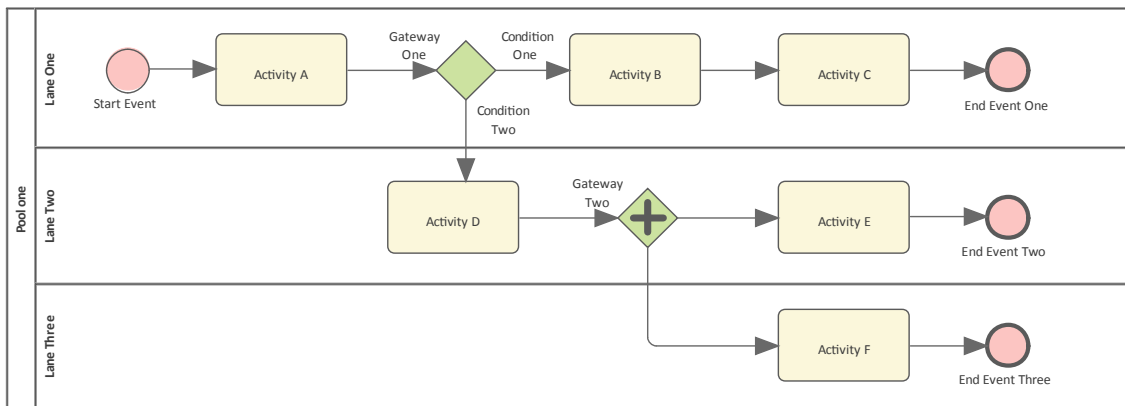 Pool one
Lane One
Start Event
Activity A
Gateway
One
Condition
One
Condition
Two
Activity B
Activity C
End Event One
Lane Two
Activity D
Gateway
Two
Activity E
End Event Two
Lane Three
Activity F
End Event Three